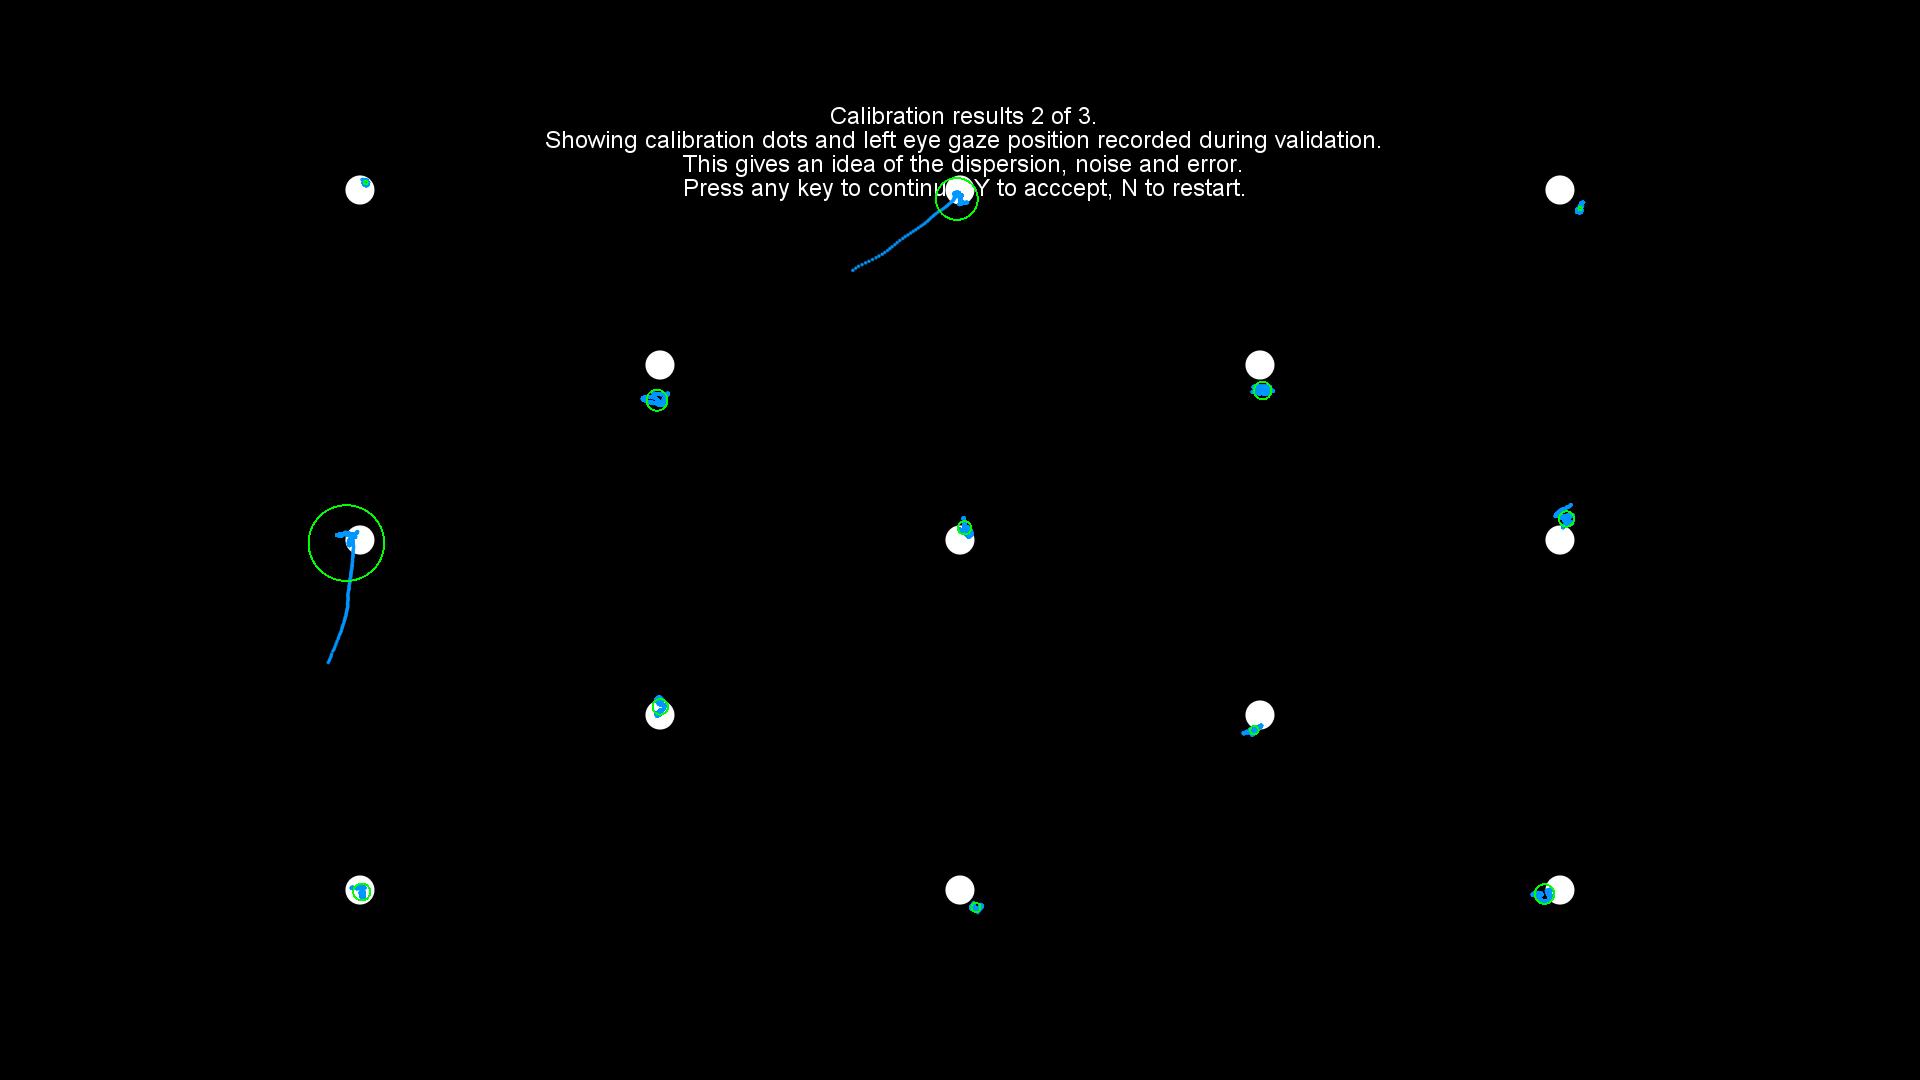 Calibration results 2 of 3.
Showing calibration dots and left eye gaze position recorded during validation.
This gives an idea of the dispersion, noise and error.
Press any key to continu Y to acccept, N to restart.